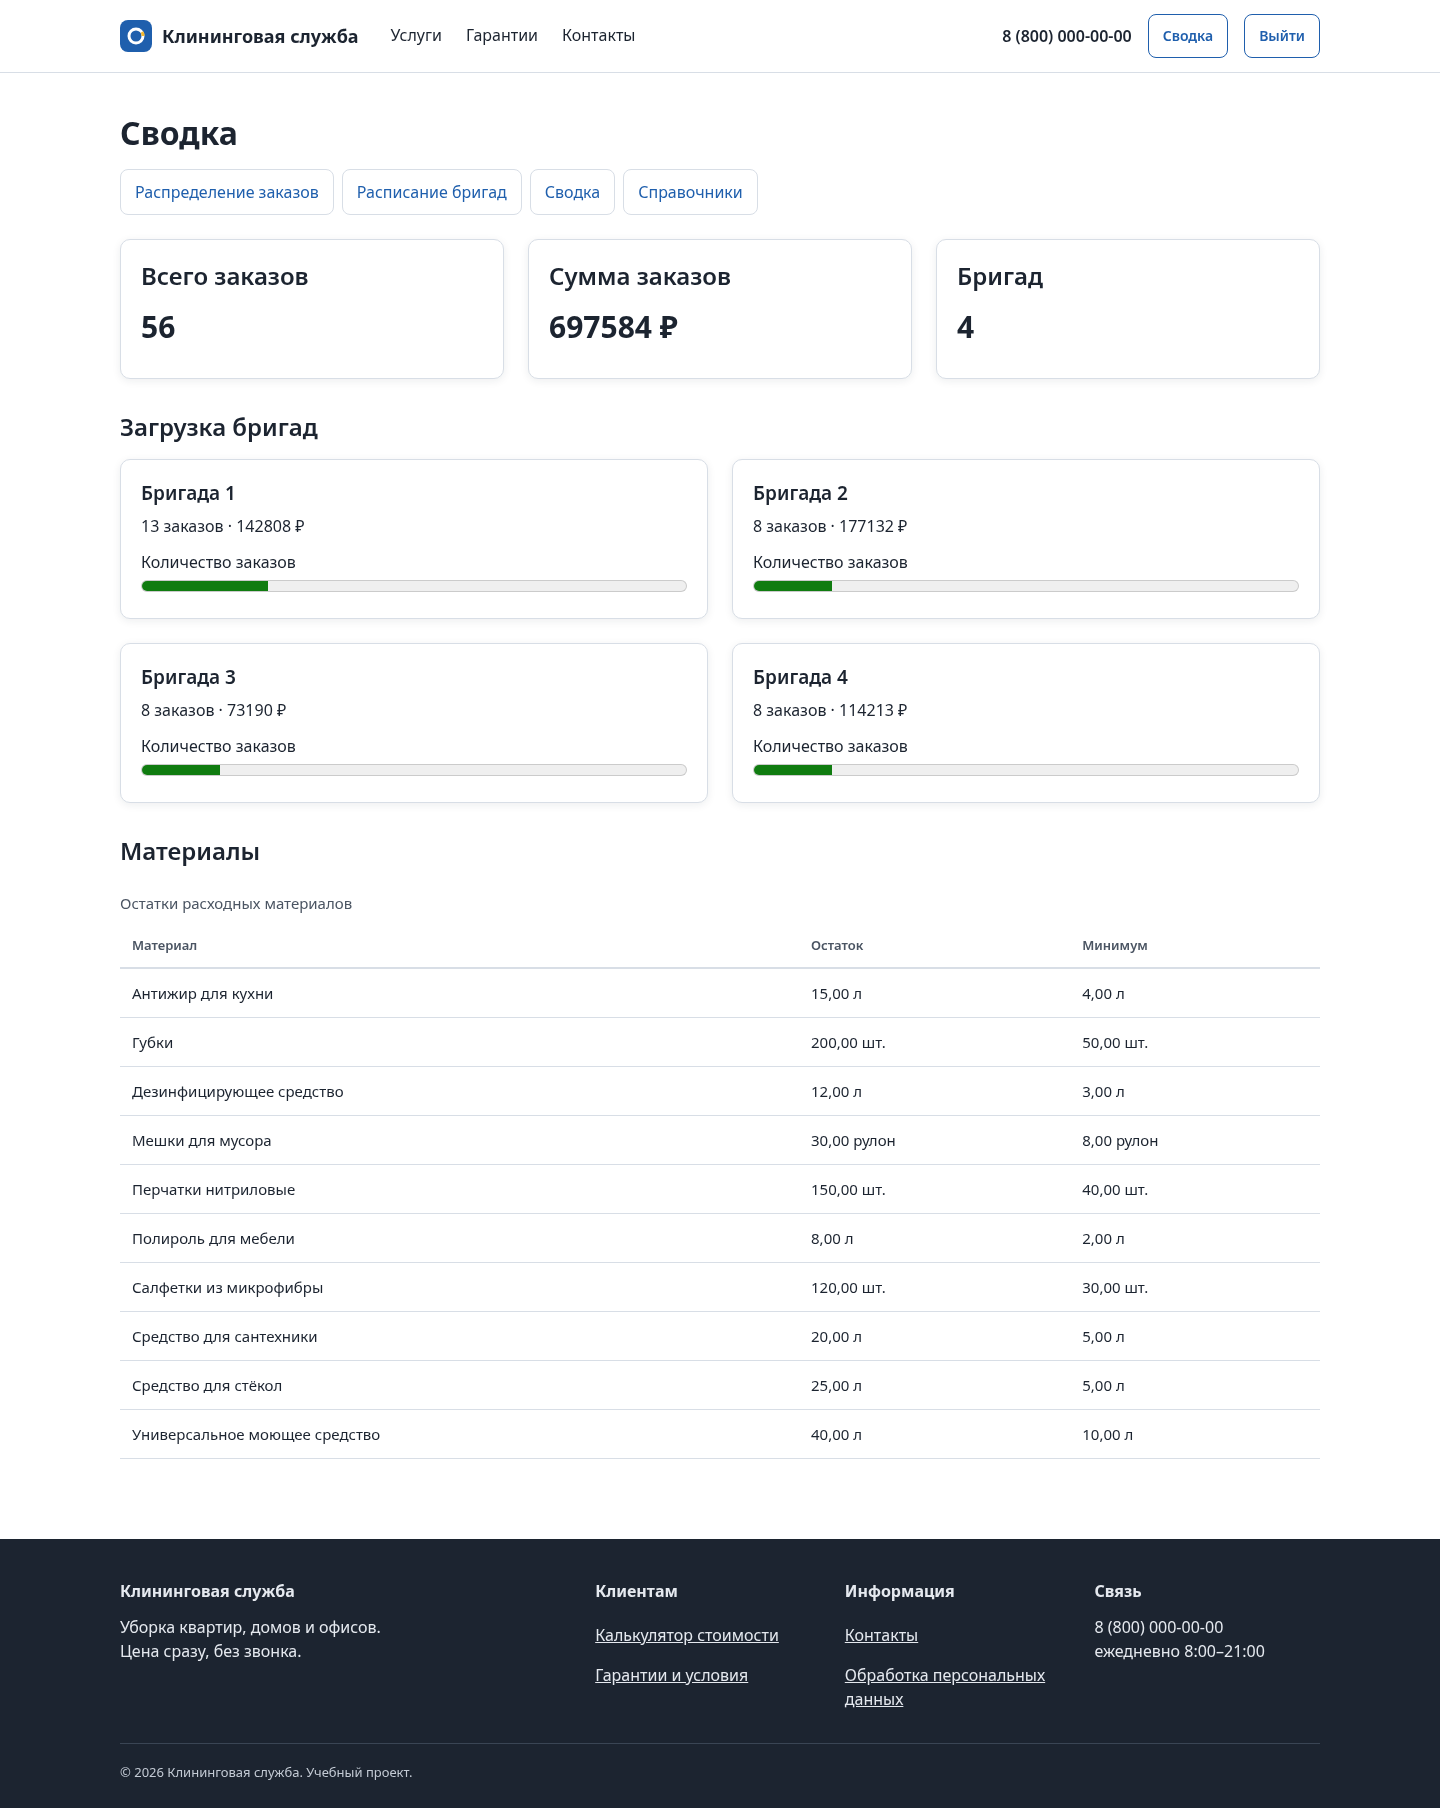 Клининговая служба Услуги Гарантии Контакты 8 (800) 000-00-00 Сводка Выйти
Сводка
Распределение заказов Расписание бригад Сводка Справочники
Всего заказов Сумма заказов Бригад
56 697584 ₽ 4
Загрузка бригад
Бригада 1 Бригада 2
13 заказов · 142808 ₽ 8 заказов · 177132 ₽
Количество заказов Количество заказов
Бригада 3 Бригада 4
8 заказов · 73190 ₽ 8 заказов · 114213 ₽
Количество заказов Количество заказов
Материалы
Остатки расходных материалов
Материал Остаток Минимум
Антижир для кухни 15,00 л 4,00 л
Губки 200,00 шт. 50,00 шт.
Дезинфицирующее средство 12,00 л 3,00 л
Мешки для мусора 30,00 рулон 8,00 рулон
Перчатки нитриловые 150,00 шт. 40,00 шт.
Полироль для мебели 8,00 л 2,00 л
Салфетки из микрофибры 120,00 шт. 30,00 шт.
Средство для сантехники 20,00 л 5,00 л
Средство для стёкол 25,00 л 5,00 л
Универсальное моющее средство 40,00 л 10,00 л
Клининговая служба
Уборка квартир, домов и офисов.
Цена сразу, без звонка.
Клиентам
Калькулятор стоимости
Гарантии и условия
Информация
Контакты
Обработка персональных
данных
Связь
8 (800) 000-00-00
ежедневно 8:00–21:00
© 2026 Клининговая служба. Учебный проект.